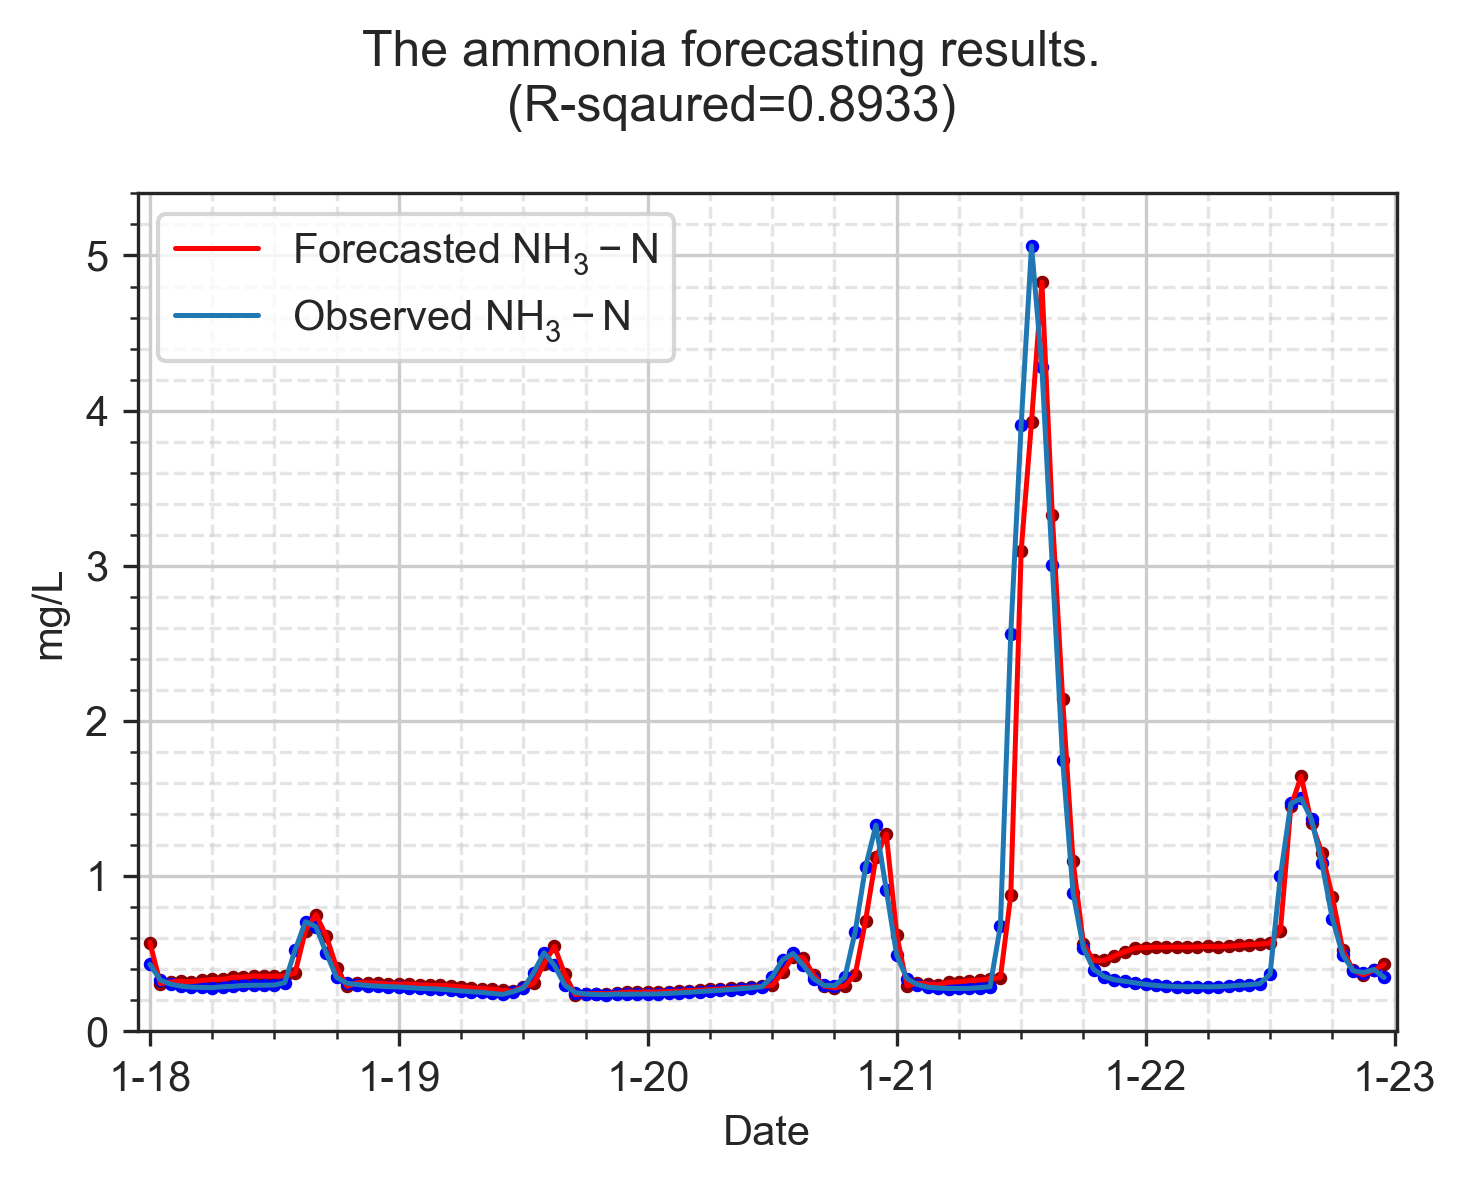 The ammonia forecasting results.
(R-sqaured=0.8933)
Forecasted NH₃ − N
Observed NH₃ − N
5
4
3
2
1
0
mg/L
1-18 1-19 1-20 1-21 1-22 1-23
Date